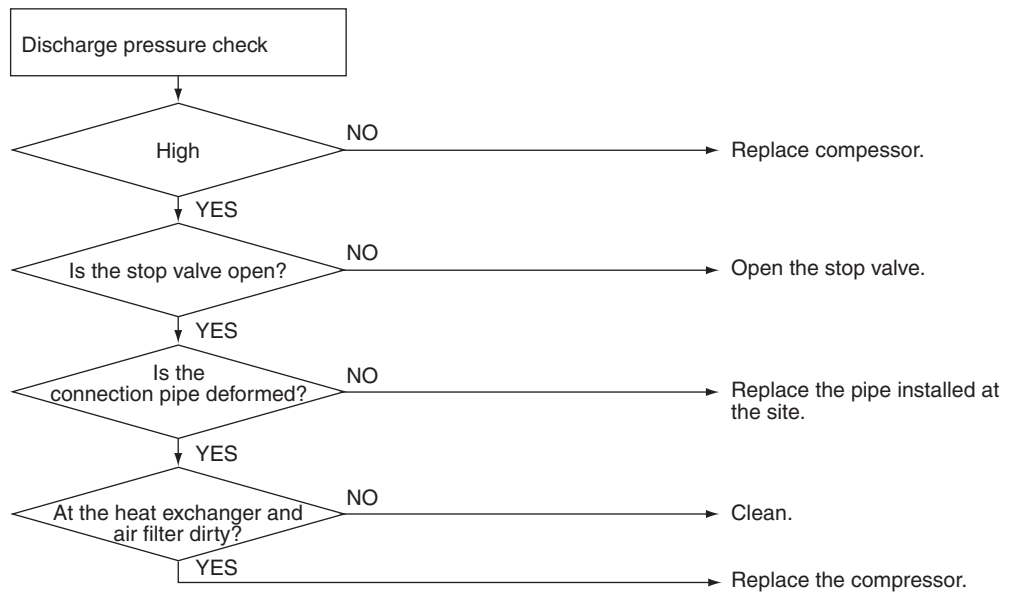 Discharge pressure check
High
NO
Replace compessor.
YES
Is the stop valve open?
NO
Open the stop valve.
YES
Is the
connection pipe deformed?
NO
Replace the pipe installed at
the site.
YES
At the heat exchanger and
air filter dirty?
NO
Clean.
YES
Replace the compressor.